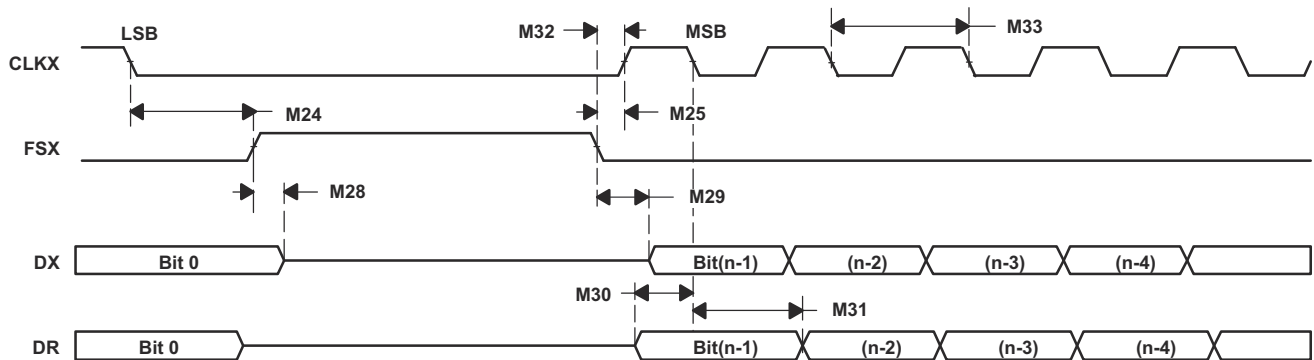 LSB
M32
MSB
M33
CLKX
M24
M25
FSX
M28
M29
DX
Bit 0
Bit(n-1)
(n-2)
(n-3)
(n-4)
M30
M31
DR
Bit 0
Bit(n-1)
(n-2)
(n-3)
(n-4)